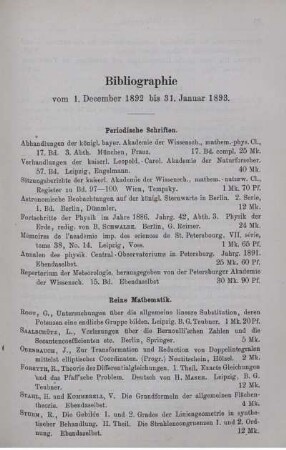 Bibliographie
vom 1. December 1892 bis 31. Januar 1893.
Periodische Schriften.
Abhandlungen der königl. bayer. Akademie der Wissensch., mathem.-phys. Cl.,
17. Bd. 3. Abth. München, Franz. 17. Bd. compl. 25 Mk.
Verhandlungen der kaiserl. Leopold.-Carol. Akademie der Naturforscher.
57. Bd. Leipzig, Engelmann. 40 Mk.
Sitzungsberichte der kaiserl. Akademie der Wissensch., mathem.-naturw. Cl.,
Register zu Bd. 97—100. Wien, Tempsky. 1 Mk. 70 Pf.
Astronomische Beobachtungen auf der königl. Sternwarte in Berlin. 2. Serie,
1. Bd. Berlin, Dümmler. 12 Mk.
Fortschritte der Physik im Jahre 1886. Jahrg. 42, Abth. 3. Physik der
Erde, redig. von B. Schwalbe. Berlin, G. Reimer. 24 Mk.
Mémoires de l'académie imp. des sciences de St. Petersbourg. VII. série,
tome 38, No. 14. Leipzig, Voss. 1 Mk. 65 Pf.
Annalen des physik. Central-Observatoriums in Petersburg. Jahrg. 1891.
Ebendaselbst. 22 Mk. 60 Pf.
Repertorium der Meteorologie, herausgegeben von der Petersburger Akademie
der Wissensch. 15. Bd. Ebendaselbst 30 Mk. 90 Pf.
Reine Mathematik.
G., Untersuchungen über die allgemeine lineare Substitution, deren
Potenzen eine endliche Gruppe bilden. Leipzig, B. G. Teubner. 1 Mk. 20 Pf.
Saalschütz, L., Vorlesungen über die Bernoullischen Zahlen und die
Secantencoefficienten etc. Berlin, Springer. 5 Mk.
J., Zur Transformation und Reduction von Doppelintegralen
mittelst elliptischer Coordinaten. (Progr.) 2 Mk.
Forsyth, R., Theorie der Differentialgleichungen. I. Theil. Exacte Gleichungen
und das Pfaff'sche Problem. Deutsch von H. Maser. Leipzig, B. G.
Teubner. 12 Mk.
Stahl, H. und Kommerell, V. Die Grundformeln der allgemeinen Flächen-
theorie. Ebendaselbst. 4 Mk.
Sturm, R., Die Gebilde 1. und 2. Grades der Liniengeometrie in synthe-
tischer Behandlung. II. Theil. Die Strahlencongruenzen 1. und 2. Ordnung.
Ebendaselbst. 12 Mk.